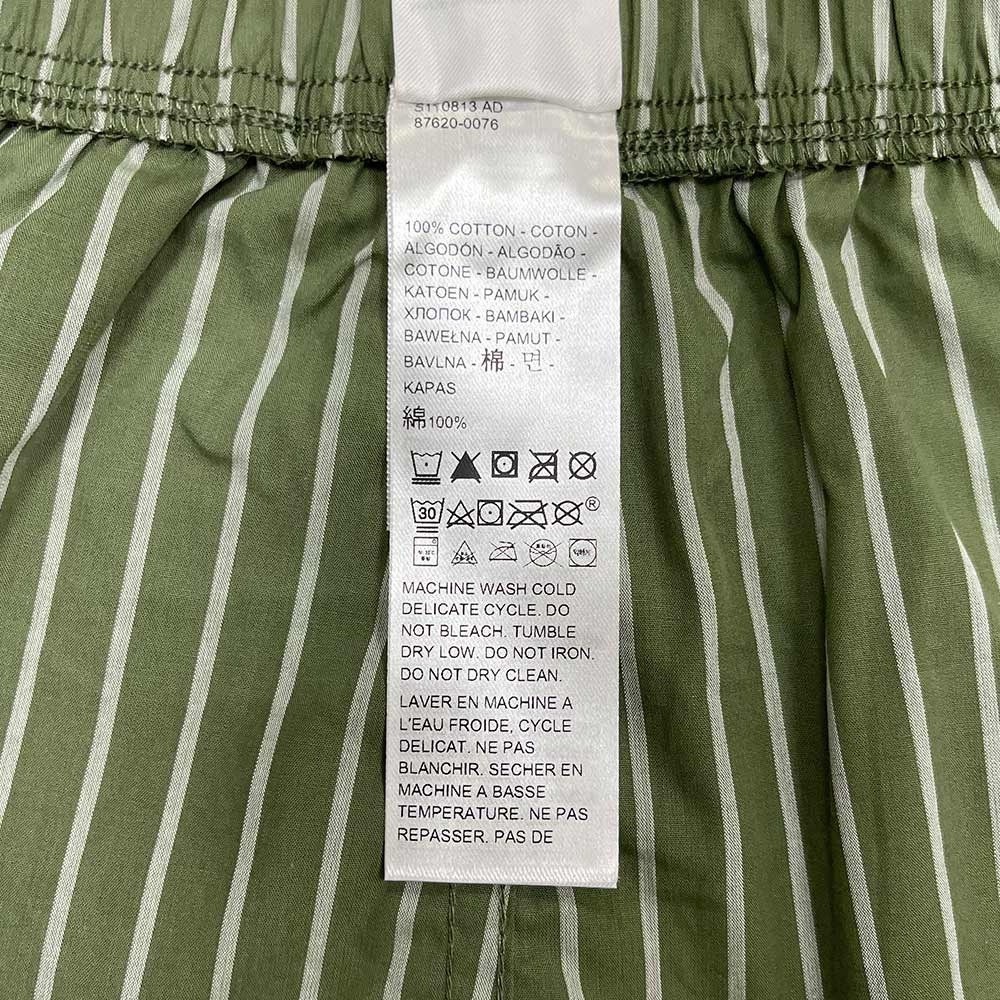 S110813 AD
87620-0076
100% COTTON - COTON -
ALGODÓN - ALGODÃO -
COTONE - BAUMWOLLE -
KATOEN - PAMUK -
ХЛОПОК - BAMBAKI -
BAWEŁNA - PAMUT -
BAVLNA - 棉 - 면 -
KAPAS
綿100%
30
®
MACHINE WASH COLD
DELICATE CYCLE. DO
NOT BLEACH. TUMBLE
DRY LOW. DO NOT IRON.
DO NOT DRY CLEAN.
LAVER EN MACHINE A
L'EAU FROIDE, CYCLE
DELICAT. NE PAS
BLANCHIR. SECHER EN
MACHINE A BASSE
TEMPERATURE. NE PAS
REPASSER. PAS DE